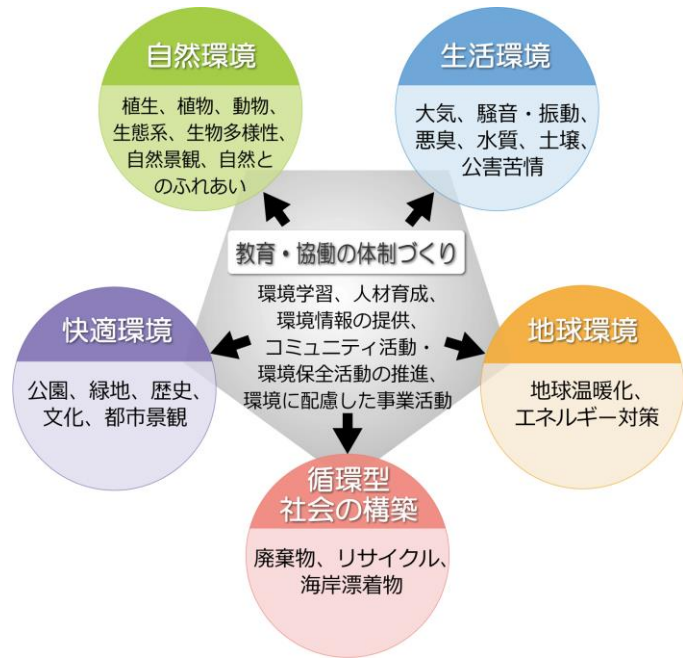 自然環境
植生、植物、動物、
生態系、生物多様性、
自然景観、自然と
のふれあい
生活環境
大気、騒音・振動、
悪臭、水質、土壌、
公害苦情
教育・協働の体制づくり
環境学習、人材育成、
環境情報の提供、
コミュニティ活動・
環境保全活動の推進、
環境に配慮した事業活動
快適環境
公園、緑地、歴史、
文化、都市景観
地球環境
地球温暖化、
エネルギー対策
循環型
社会の構築
廃棄物、リサイクル、
海岸漂着物